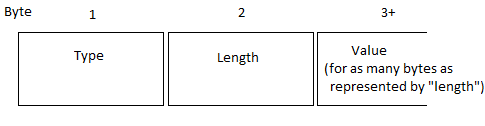 Byte 1 2 3+
Type Length Value
(for as many bytes as
represented by "length")